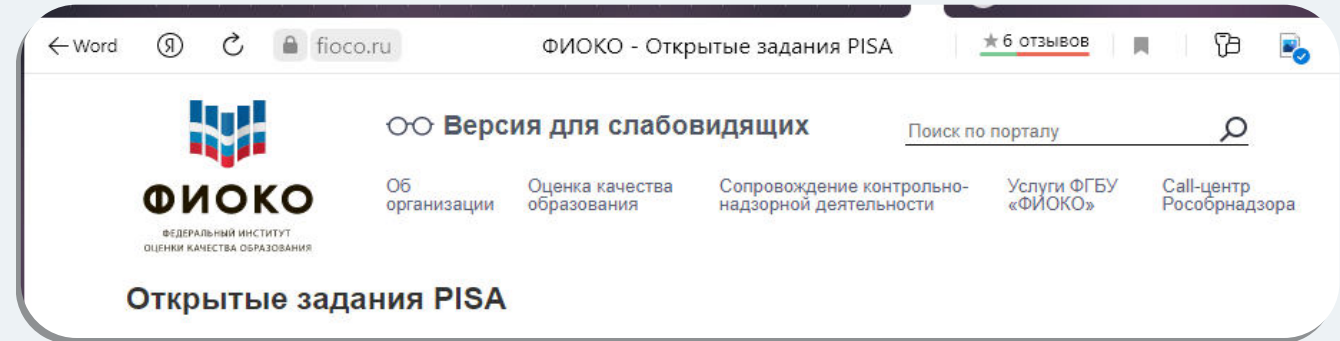 Word
Я
fioco.ru
ФИОКО - Открытые задания PISA
6 отзывов
Версия для слабовидящих
Поиск по порталу
ФИОКО
ФЕДЕРАЛЬНЫЙ ИНСТИТУТ
ОЦЕНКИ КАЧЕСТВА ОБРАЗОВАНИЯ
Об
организации
Оценка качества
образования
Сопровождение контрольно-
надзорной деятельности
Услуги ФГБУ
«ФИОКО»
Call-центр
Рособрнадзора
Открытые задания PISA